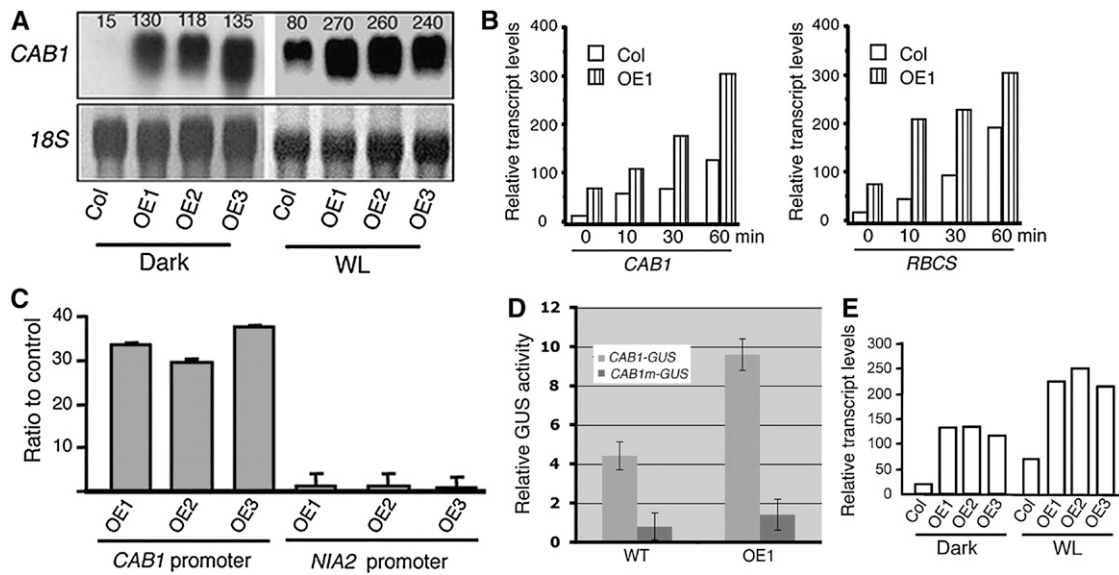 A
15 130 118 135 80 270 260 240
CAB1
18S
Col OE1 OE2 OE3 Col OE1 OE2 OE3
Dark WL
B
Relative transcript levels
400
300
200
100
0
Col
OE1
0 10 30 60 min
CAB1
Relative transcript levels
400
300
200
100
0
Col
OE1
0 10 30 60 min
RBCS
C
Ratio to control
40
30
20
10
OE1 OE2 OE3 OE1 OE2 OE3
CAB1 promoter NIA2 promoter
D
Relative GUS activity
12
10
8
6
4
2
0
CAB1-GUS
CAB1m-GUS
WT OE1
E
Relative transcript levels
300
250
200
150
100
50
0
Col OE1 OE2 OE3 Col OE1 OE2 OE3
Dark WL